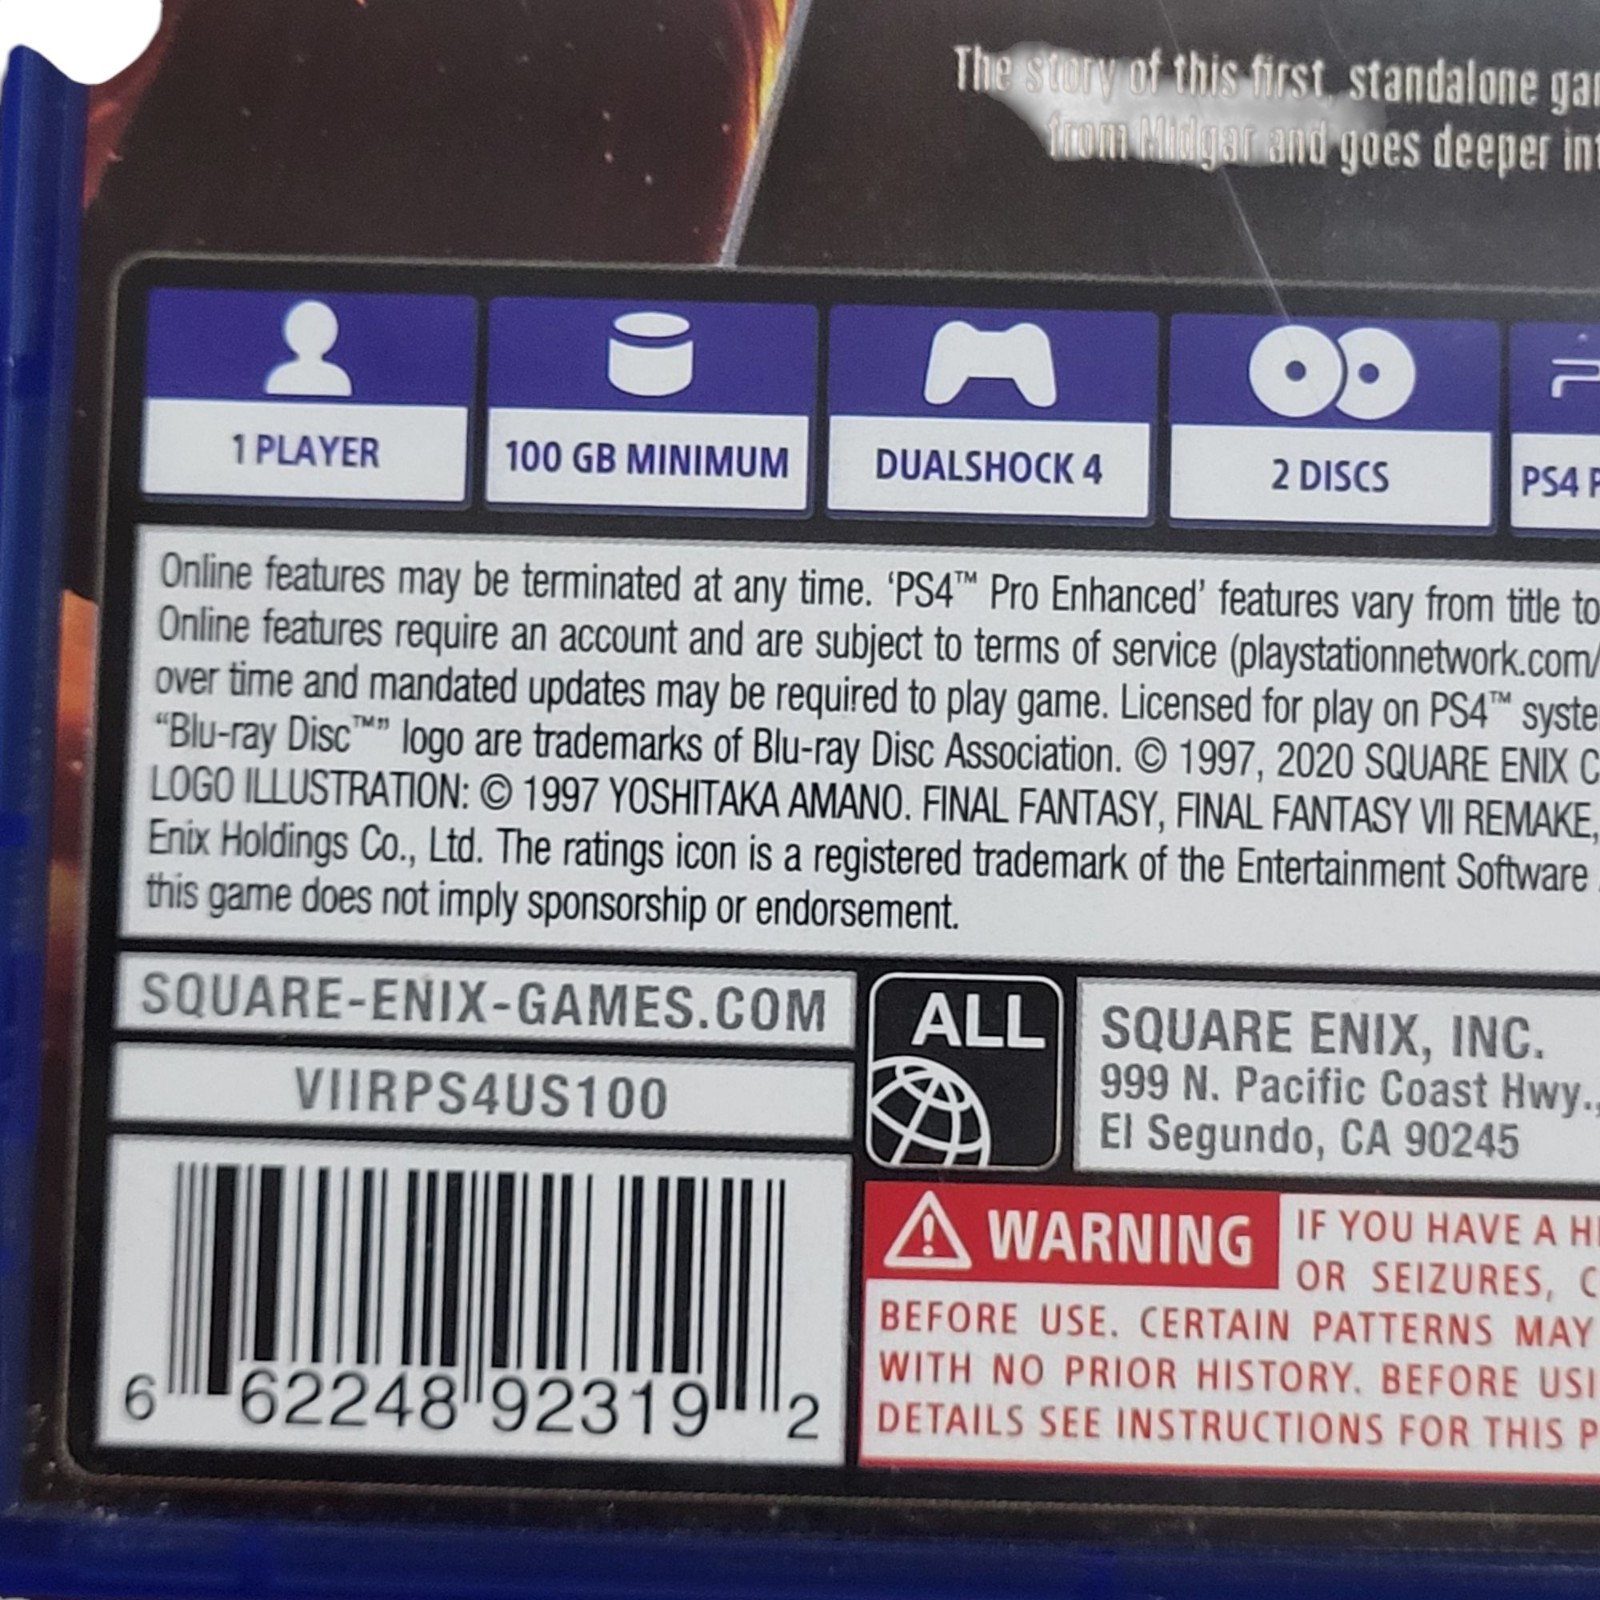 The story of this first, standalone
from Midgar and goes deeper
1 PLAYER
100 GB MINIMUM
DUALSHOCK 4
2 DISCS
PS4
Online features may be terminated at any time. ‘PS4™ Pro Enhanced’ features vary from title to
Online features require an account and are subject to terms of service (playstationnetwork.com/
over time and mandated updates may be required to play game. Licensed for play on PS4™
“Blu-ray Disc™” logo are trademarks of Blu-ray Disc Association. © 1997, 2020 SQUARE ENIX
LOGO ILLUSTRATION: © 1997 YOSHITAKA AMANO. FINAL FANTASY, FINAL FANTASY VII REMAKE,
Enix Holdings Co., Ltd. The ratings icon is a registered trademark of the Entertainment Software
this game does not imply sponsorship or endorsement.
SQUARE-ENIX-GAMES.COM
VIIRPS4US100
6 62248 92319 2
ALL
SQUARE ENIX, INC.
999 N. Pacific Coast Hwy.,
El Segundo, CA 90245
WARNING
IF YOU HAVE A
OR SEIZURES,
BEFORE USE. CERTAIN PATTERNS MAY
WITH NO PRIOR HISTORY. BEFORE
DETAILS SEE INSTRUCTIONS FOR THIS